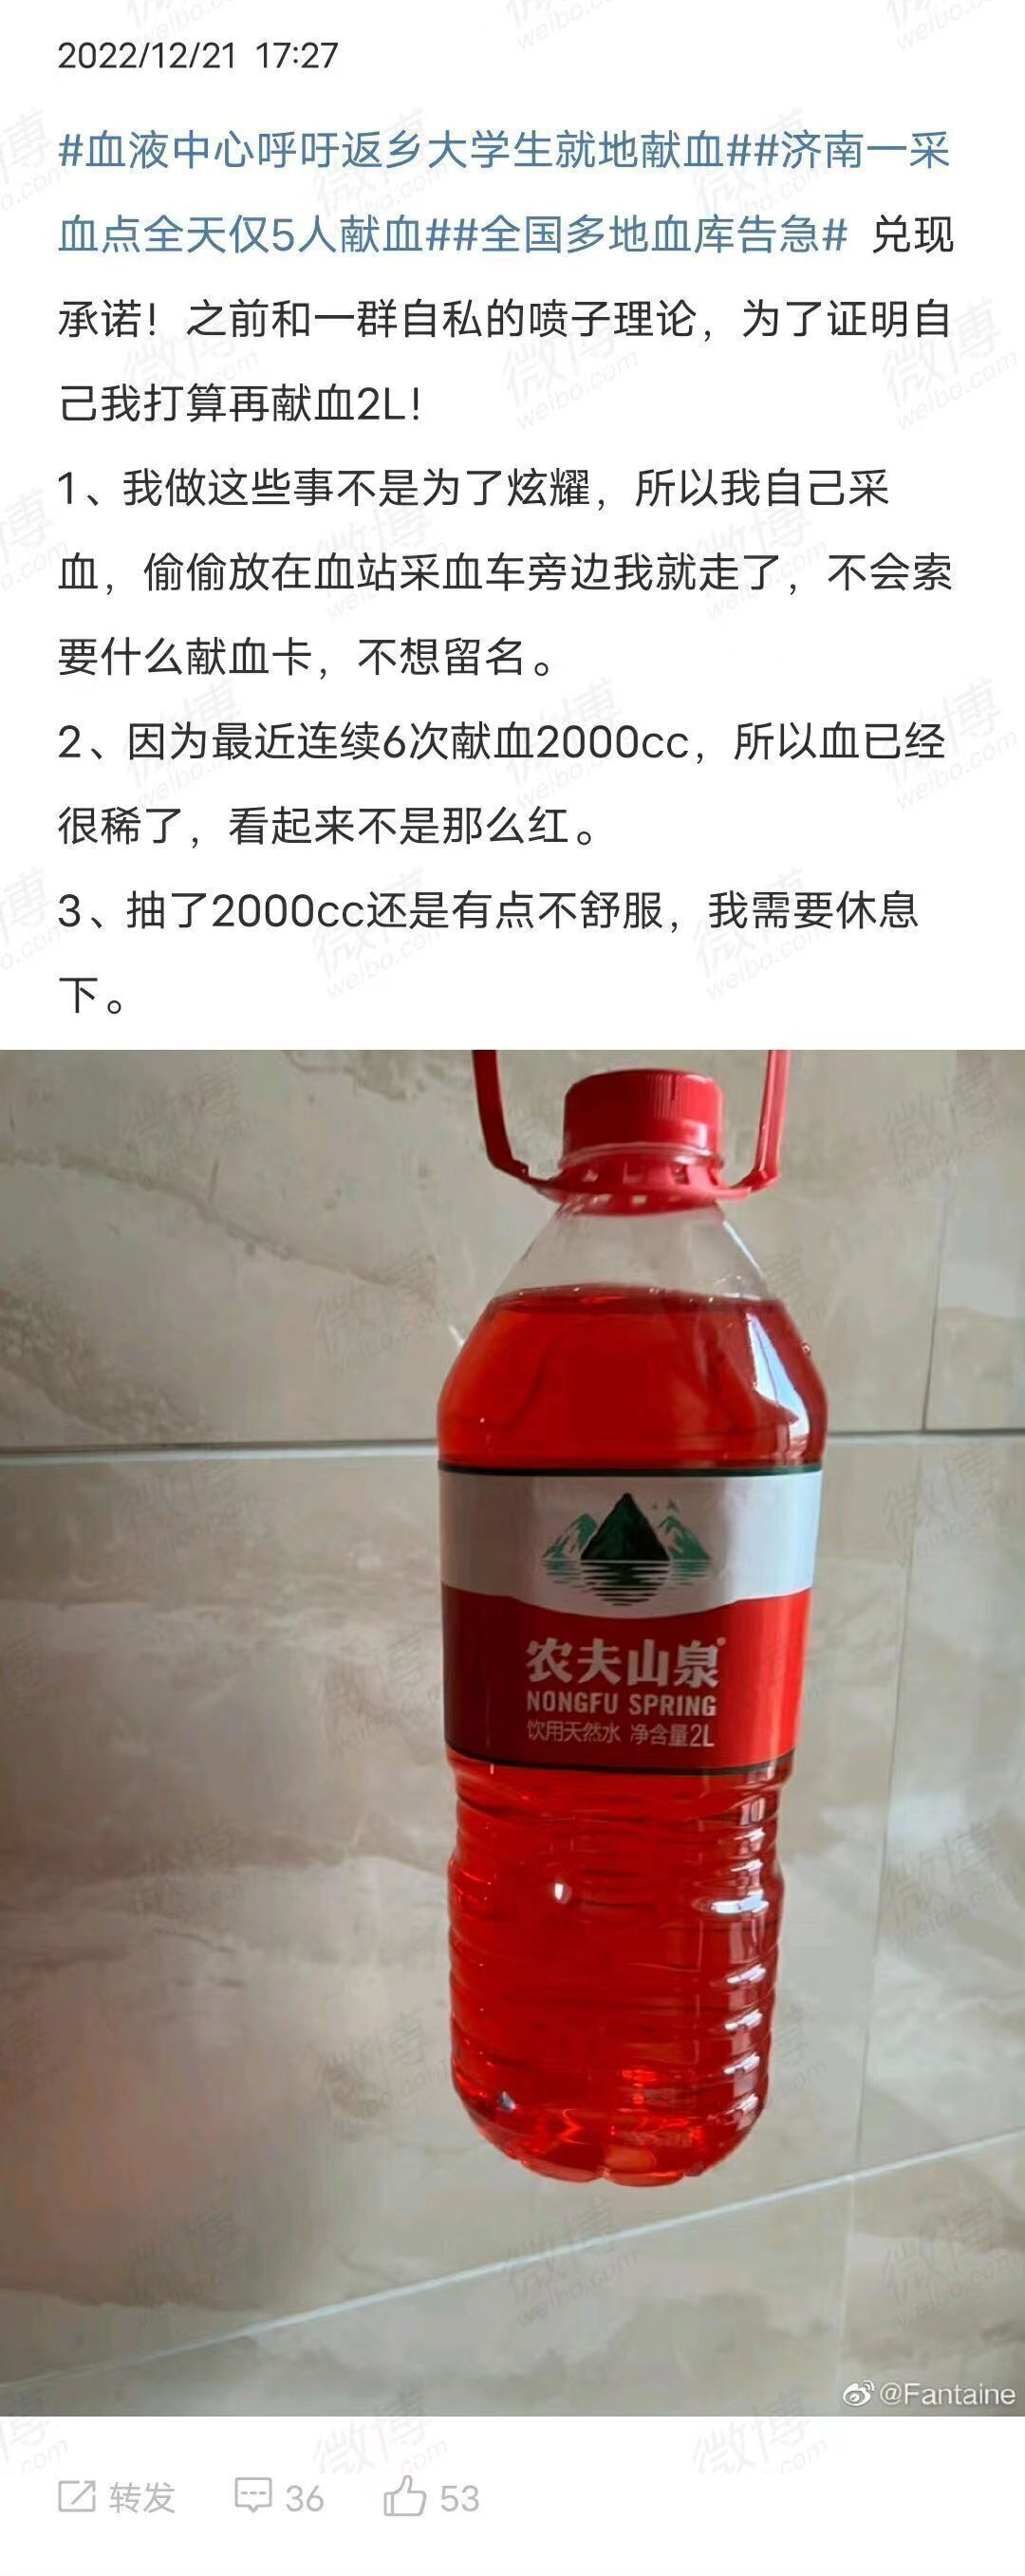 2022/12/21 17:27
#血液中心呼吁返乡大学生就地献血##济南一采
血点全天仅5人献血##全国多地血库告急# 兑现
承诺！之前和一群自私的喷子理论，为了证明自
己我打算再献血2L！
1、我做这些事不是为了炫耀，所以我自己采
血，偷偷放在血站采血车旁边我就走了，不会索
要什么献血卡，不想留名。
2、因为最近连续6次献血2000cc，所以血已经
很稀了，看起来不是那么红。
3、抽了2000cc还是有点不舒服，我需要休息
下。
农夫山泉
NONGFU SPRING
饮用天然水 净含量2L
@Fantaine
转发 36 53
微博
weibo.com